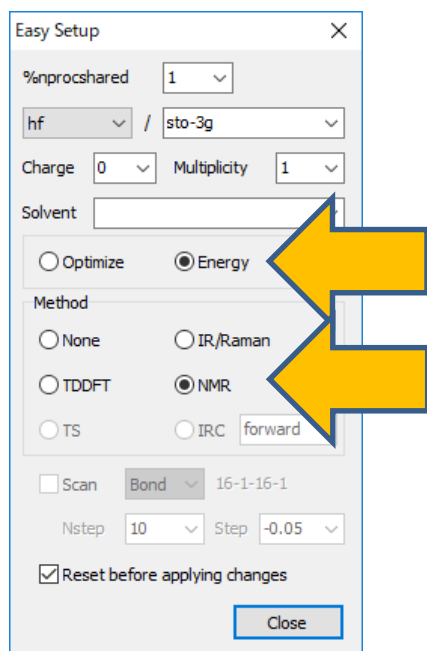 Easy Setup
%nprocshared 1
hf / sto-3g
Charge 0 Multiplicity 1
Solvent
Optimize Energy
Method
None IR/Raman
TDDFT NMR
TS IRC forward
Scan Bond 16-1-16-1
Nstep 10 Step -0.05
Reset before applying changes
Close